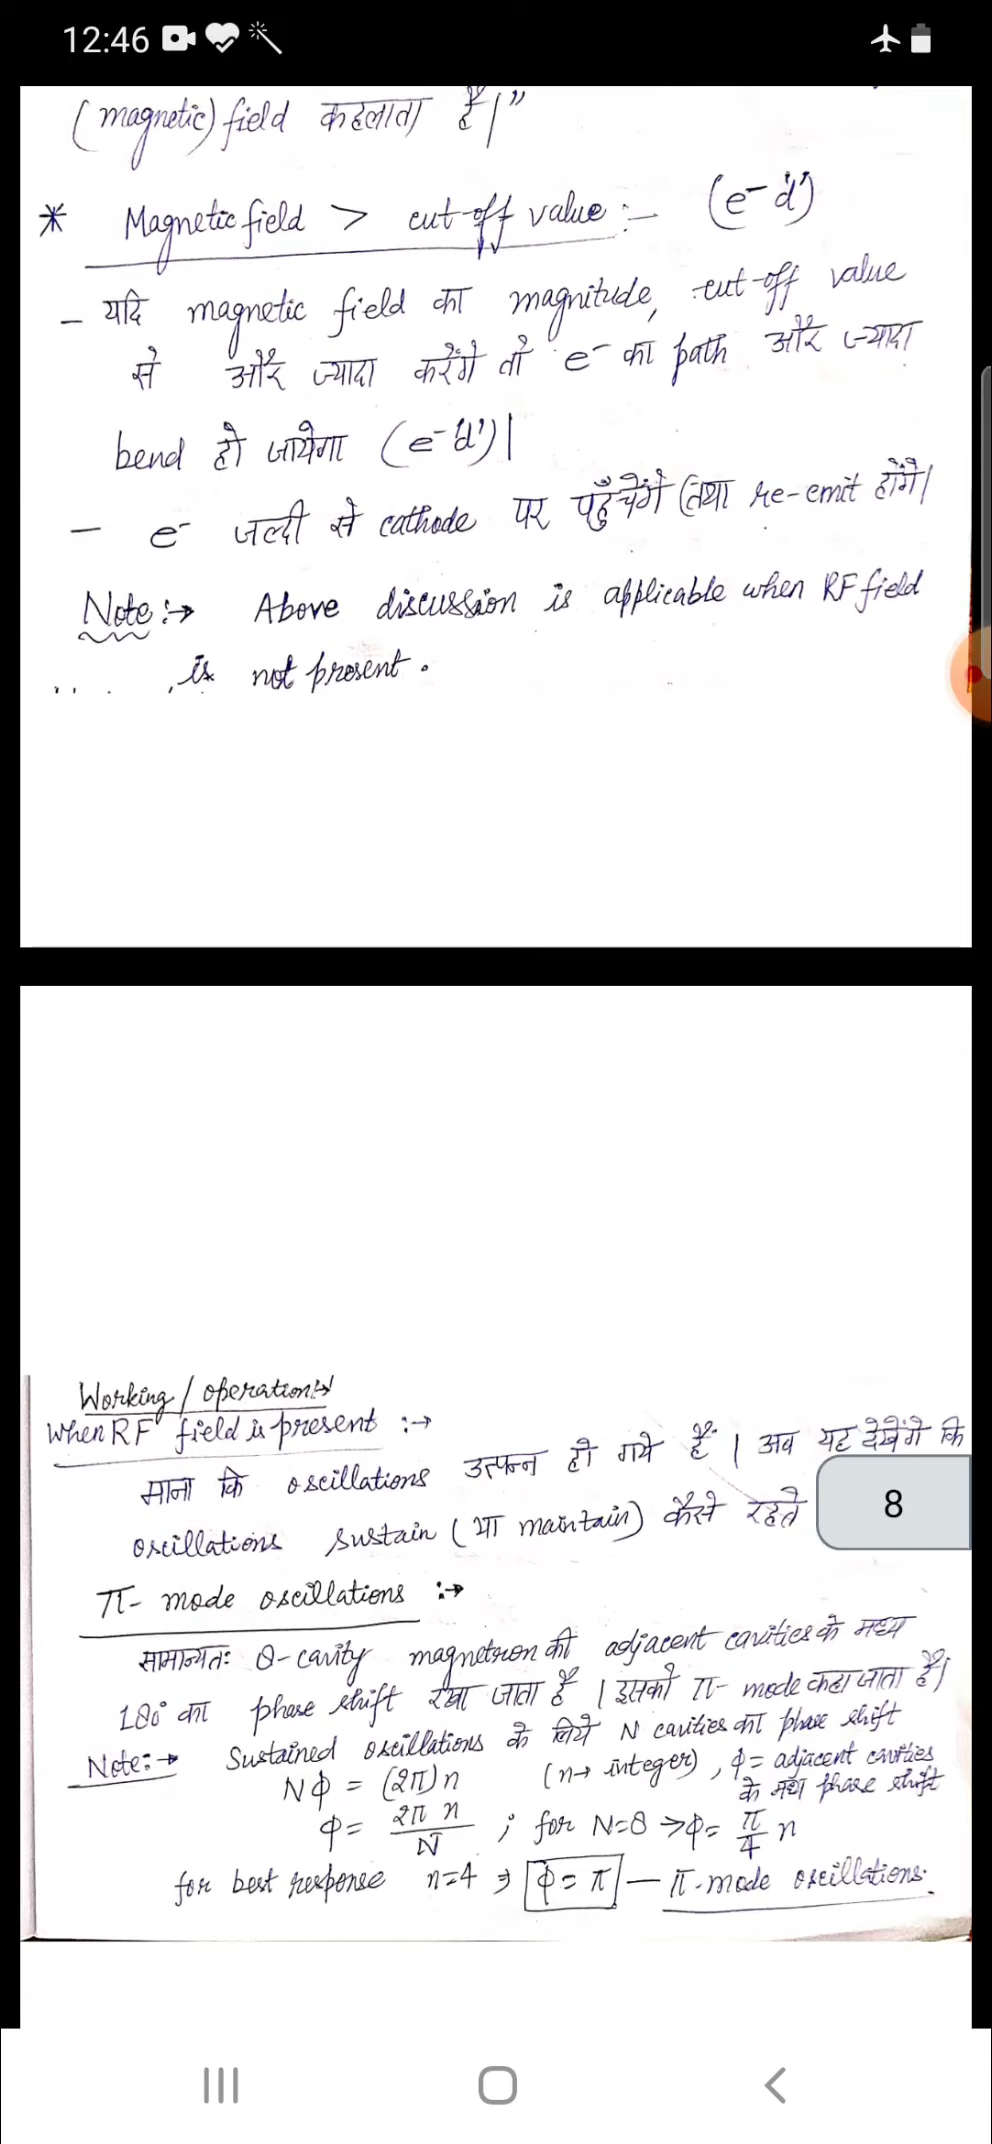 12:46
(magnetic) field कहलाता है।"
* Magnetic field > cut-off value :- (e⁻ 'd')
- यदि magnetic field का magnitude, cut-off value
से और ज्यादा करेंगे तो e⁻ का path और ज्यादा
bend हो जायेगा (e⁻ 'd')|
- e⁻ जल्दी से cathode पर पहुँचेंगे (तथा re-emit होंगे|
Note :→ Above discussion is applicable when RF field
is not present.
Working / operation :→
When RF field is present :→
माना कि oscillations उत्पन्न हो गये हैं | अब यह देखेंगे कि
oscillations sustain (या maintain) कैसे रहते
8
π- mode oscillations :→
सामान्यतः 8-cavity magnetron की adjacent cavities के मध्य
180° का phase shift रखा जाता है | इसको π- mode कहा जाता है|
Note:→ Sustained oscillations के लिये N cavities का phase shift
Nφ = (2π)n (n→ integer), φ= adjacent cavities
के मध्य phase shift
φ= 2π n / N ; for N=8 → φ= π/4 n
for best response n=4 ⇒ φ = π — π-mode oscillations.